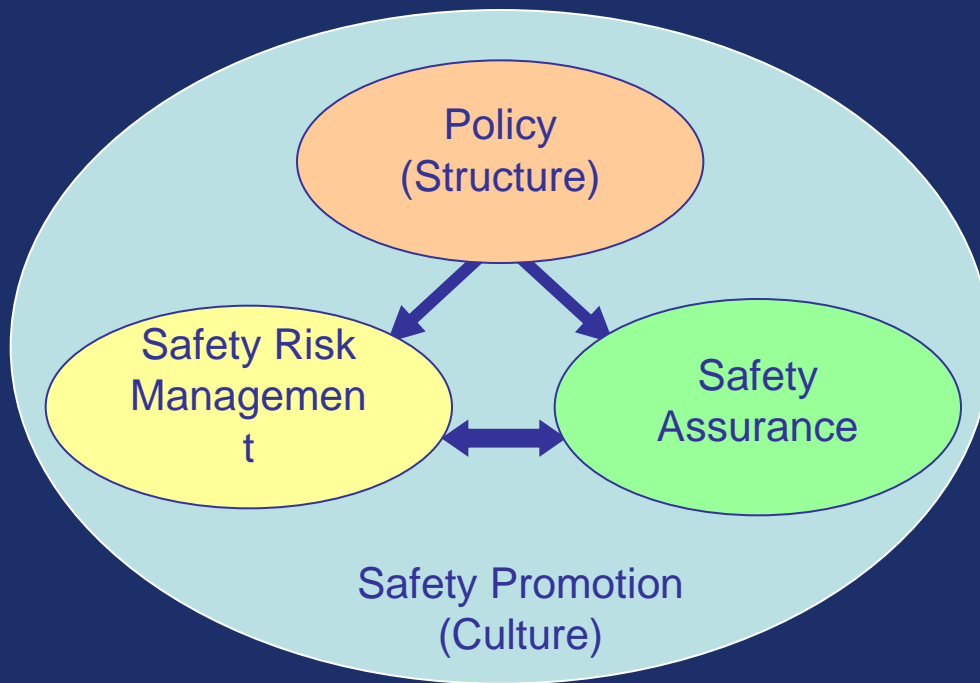 Policy
(Structure)
Safety Risk
Managemen
t
Safety
Assurance
Safety Promotion
(Culture)